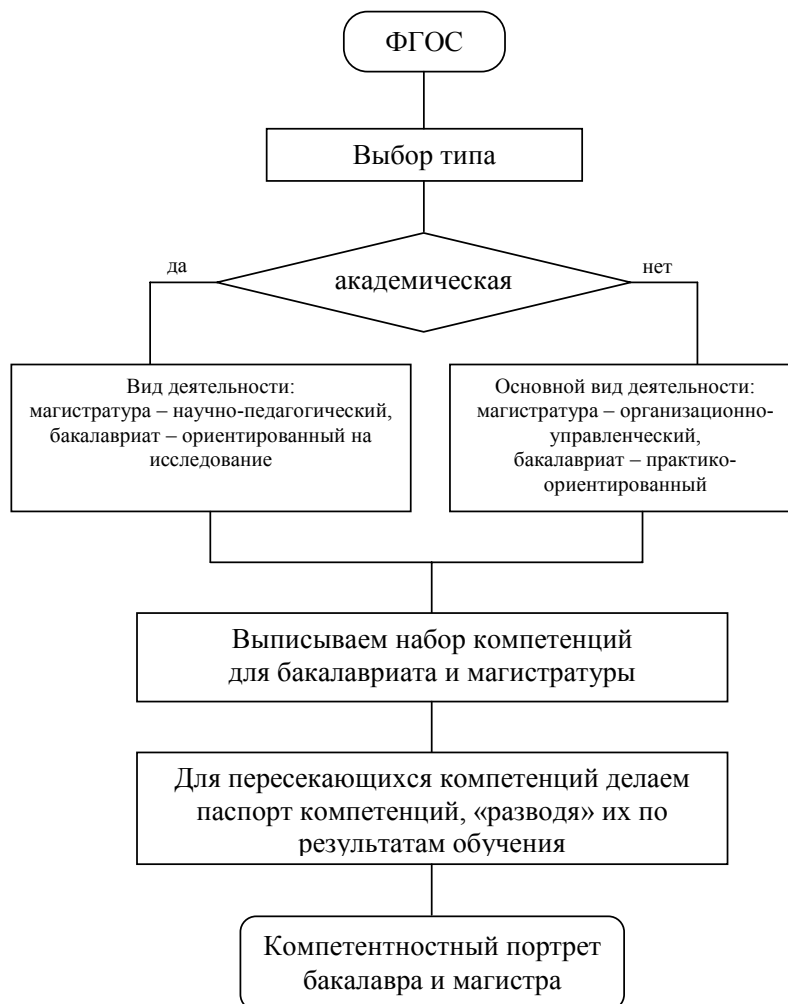 ФГОС
Выбор типа
академическая
да
нет
Вид деятельности:
магистратура – научно-педагогический,
бакалавриат – ориентированный на
исследование
Основной вид деятельности:
магистратура – организационно-
управленческий,
бакалавриат – практико-
ориентированный
Выписываем набор компетенций
для бакалавриата и магистратуры
Для пересекающихся компетенций делаем
паспорт компетенций, «разводя» их по
результатам обучения
Компетентностный портрет
бакалавра и магистра